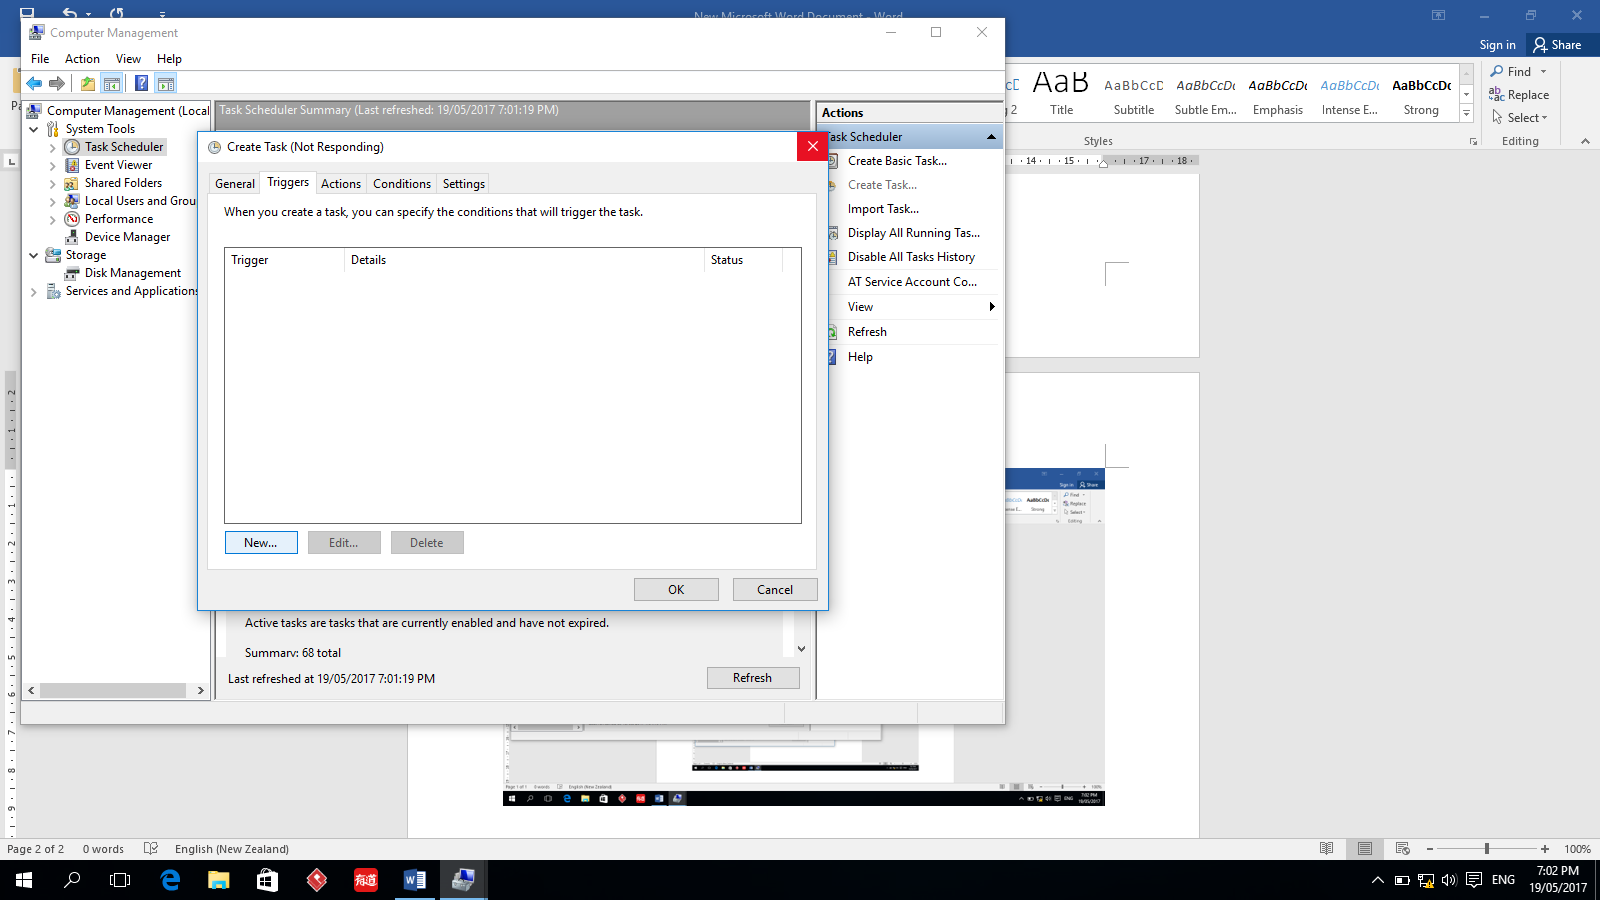 New Microsoft Word Document - Word
Sign in
Share
Computer Management
File Action View Help
Computer Management (Local
System Tools
Task Scheduler
Event Viewer
Shared Folders
Local Users and Grou
Performance
Device Manager
Storage
Disk Management
Services and Applications
Task Scheduler Summary (Last refreshed: 19/05/2017 7:01:19 PM)
Create Task (Not Responding)
General Triggers Actions Conditions Settings
When you create a task, you can specify the conditions that will trigger the task.
Trigger Details Status
New... Edit... Delete
OK Cancel
Active tasks are tasks that are currently enabled and have not expired.
Summary: 68 total
Last refreshed at 19/05/2017 7:01:19 PM
Refresh
Actions
Task Scheduler
Create Basic Task...
Create Task...
Import Task...
Display All Running Tas...
Disable All Tasks History
AT Service Account Co...
View
Refresh
Help
AaB AaBbCcD AaBbCcDc AaBbCcDc AaBbCcDc AaBbCcDc
Title Subtitle Subtle Em... Emphasis Intense E... Strong
Styles
Find
Replace
Select
Editing
14 15 17 18
Page 2 of 2 0 words English (New Zealand)
100%
有道
ENG
7:02 PM
19/05/2017